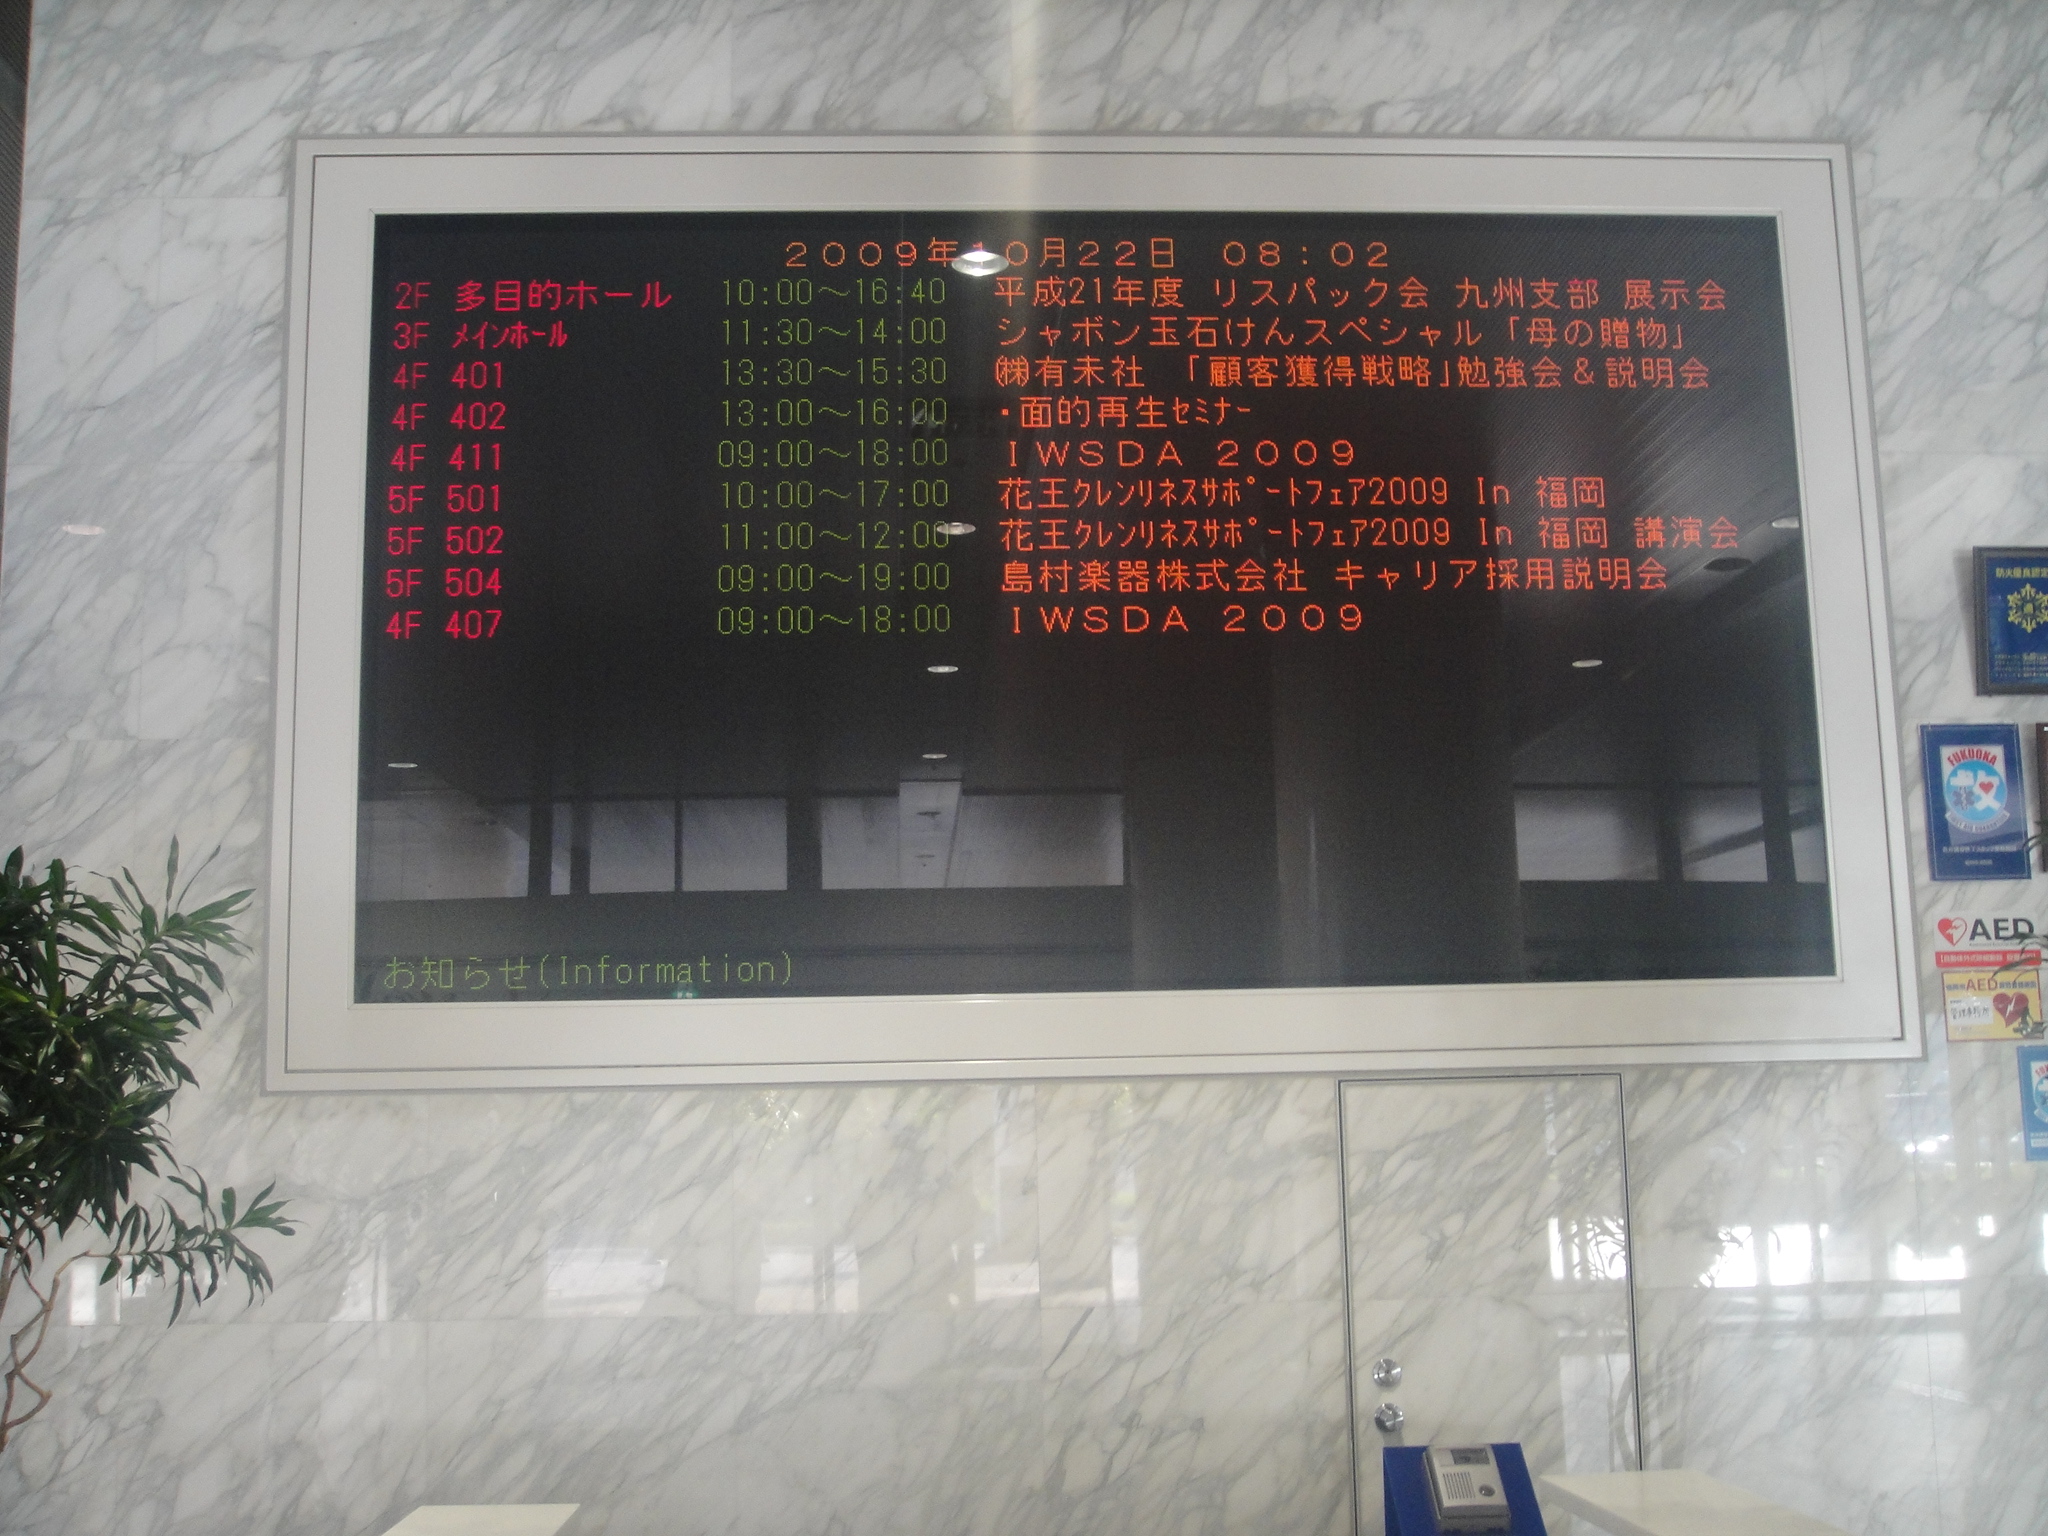 2009年10月22日 08:02
2F 多目的ホール 10:00～16:40 平成21年度 リスパック会 九州支部 展示会
3F メインホール 11:30～14:00 シャボン玉石けんスペシャル「母の贈物」
4F 401 13:30～15:30 ㈱有未社 「顧客獲得戦略」勉強会＆説明会
4F 402 13:00～16:00 ・面的再生セミナー
4F 411 09:00～18:00 IWSDA 2009
5F 501 10:00～17:00 花王クレンリネスサポートフェア2009 In 福岡
5F 502 11:00～12:00 花王クレンリネスサポートフェア2009 In 福岡 講演会
5F 504 09:00～19:00 島村楽器株式会社 キャリア採用説明会
4F 407 09:00～18:00 IWSDA 2009
お知らせ(Information)
FUKUOKA
AED
AED